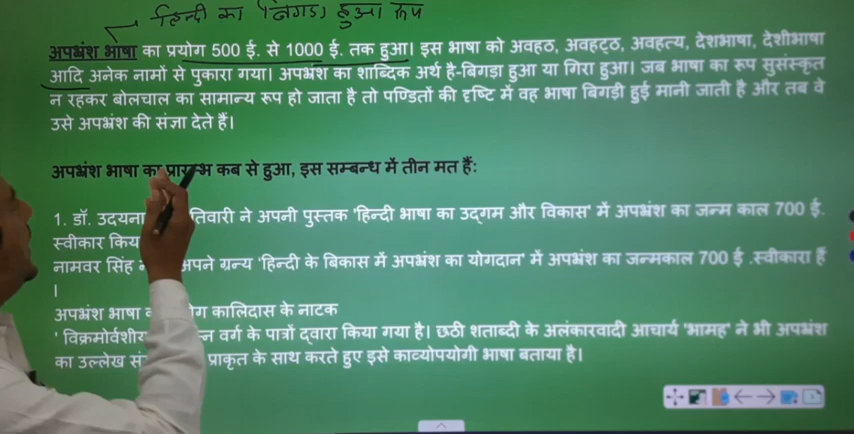 हिन्दी का बिगड़ा हुआ रूप
अपभ्रंश भाषा का प्रयोग 500 ई. से 1000 ई. तक हुआ। इस भाषा को अवहठ, अवहट्ठ, अवहत्य, देशभाषा, देशीभाषा
आदि अनेक नामों से पुकारा गया। अपभ्रंश का शाब्दिक अर्थ है-बिगड़ा हुआ या गिरा हुआ। जब भाषा का रूप सुसंस्कृत
न रहकर बोलचाल का सामान्य रूप हो जाता है तो पण्डितों की दृष्टि में वह भाषा बिगड़ी हुई मानी जाती है और तब वे
उसे अपभ्रंश की संज्ञा देते हैं।
अपभ्रंश भाषा का प्रारम्भ कब से हुआ, इस सम्बन्ध में तीन मत हैं:
1. डॉ. उदयना तिवारी ने अपनी पुस्तक 'हिन्दी भाषा का उद्गम और विकास' में अपभ्रंश का जन्म काल 700 ई.
स्वीकार किय
नामवर सिंह अपने ग्रन्य 'हिन्दी के बिकास में अपभ्रंश का योगदान' में अपभ्रंश का जन्मकाल 700 ई .स्वीकारा हैं
।
अपभ्रंश भाषा कालिदास के नाटक
' विक्रमोर्वशीय वर्ग के पात्रों द्वारा किया गया है। छठी शताब्दी के अलंकारवादी आचार्य 'भामह' ने भी अपभ्रंश
का उल्लेख प्राकृत के साथ करते हुए इसे काव्योपयोगी भाषा बताया है।